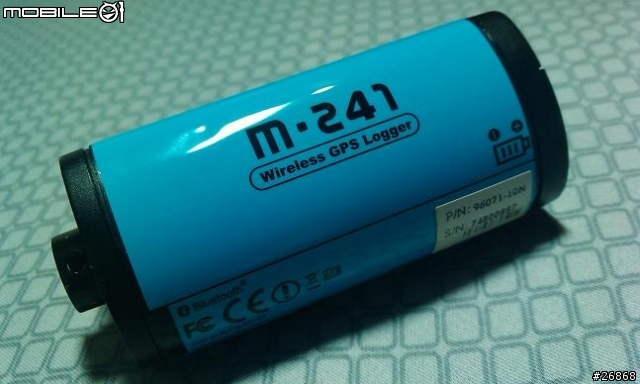 MOBILE01
m·241
Wireless GPS Logger
P/N: 96071-10N
S/N:
Bluetooth®
FC CE
#26868